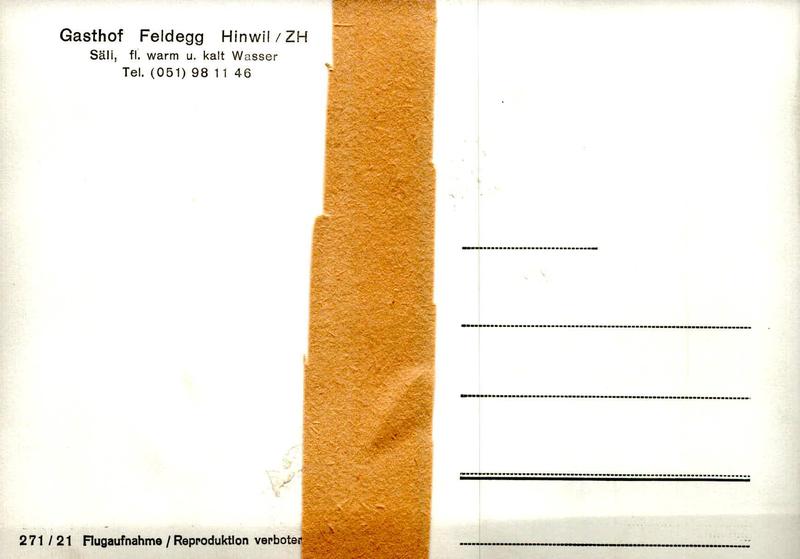 Gasthof Feldegg Hinwil / ZH
Säli, fl. warm u. kalt Wasser
Tel. (051) 98 11 46
271 / 21 Flugaufnahme / Reproduktion verboten